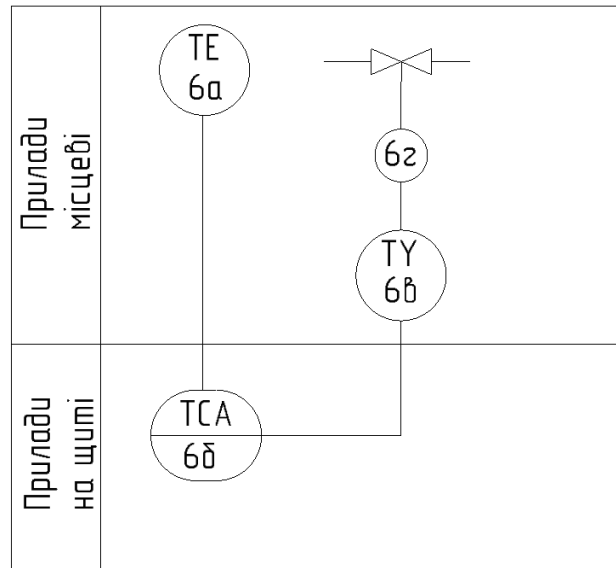 Прилади
місцеві
TE
6а
6г
TY
6в
Прилади
на щиті
TCA
6б